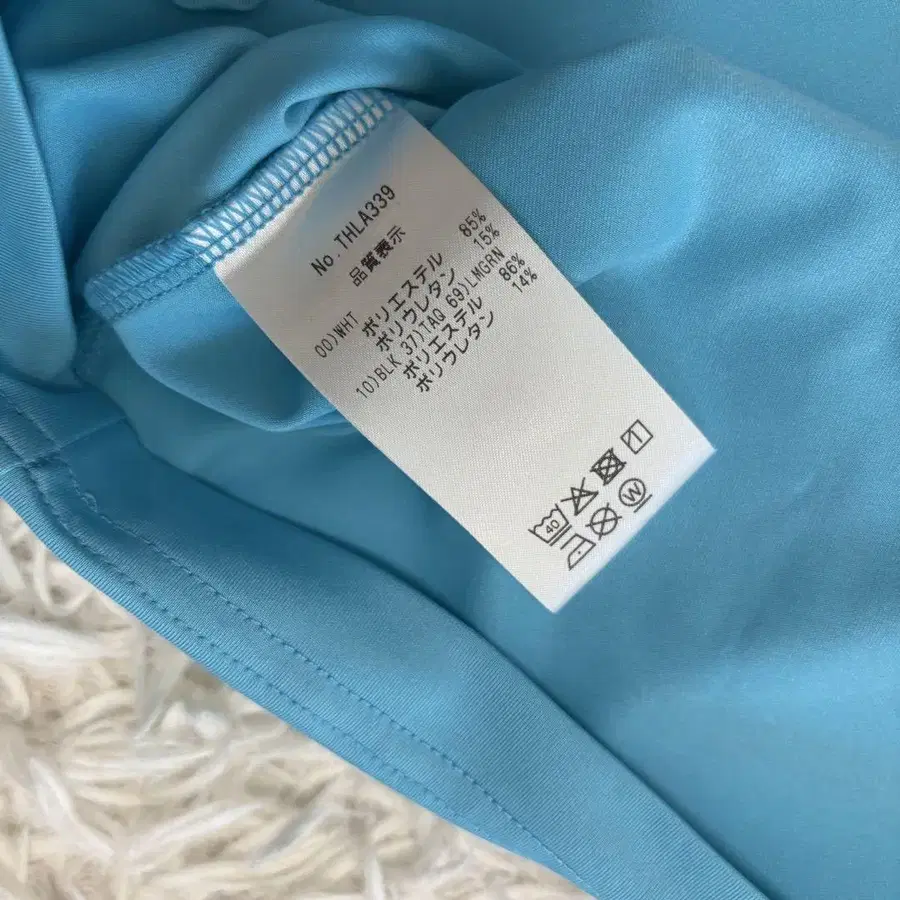 No.THLA339
品質表示
00)WHT ポリエステル 85%
ポリウレタン 15%
10)BLK 37)TAQ 69)LMGRN
ポリエステル 86%
ポリウレタン 14%
40
W